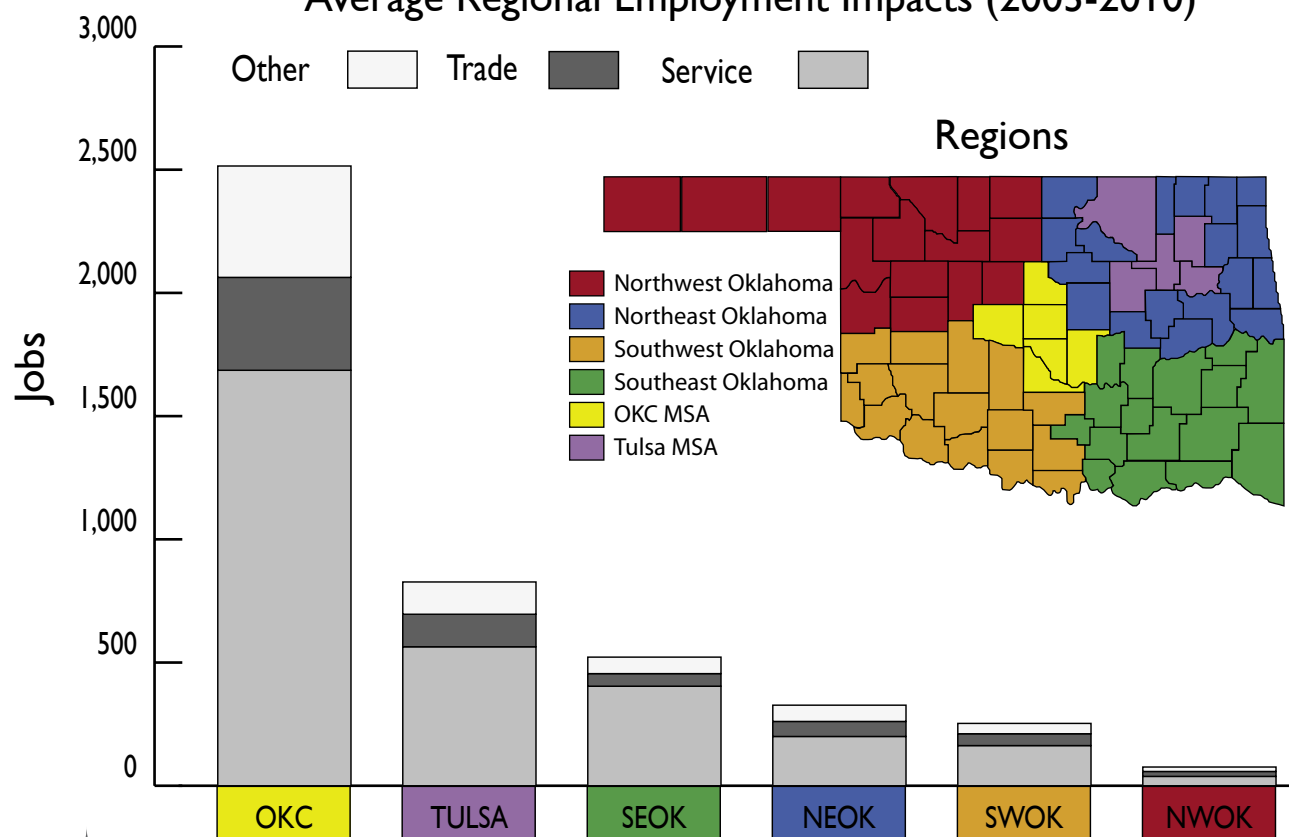 Average Regional Employment Impacts (2003-2010)
3,000
Other Trade Service
2,500
Regions
2,000
Northwest Oklahoma
Northeast Oklahoma
Southwest Oklahoma
Southeast Oklahoma
OKC MSA
Tulsa MSA
Jobs
1,500
1,000
500
0
OKC TULSA SEOK NEOK SWOK NWOK